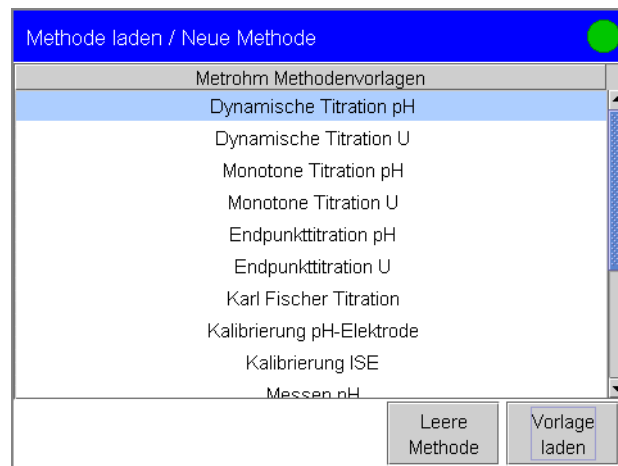 Methode laden / Neue Methode
Metrohm Methodenvorlagen
Dynamische Titration pH
Dynamische Titration U
Monotone Titration pH
Monotone Titration U
Endpunkttitration pH
Endpunkttitration U
Karl Fischer Titration
Kalibrierung pH-Elektrode
Kalibrierung ISE
Messen pH
Leere
Methode
Vorlage
laden